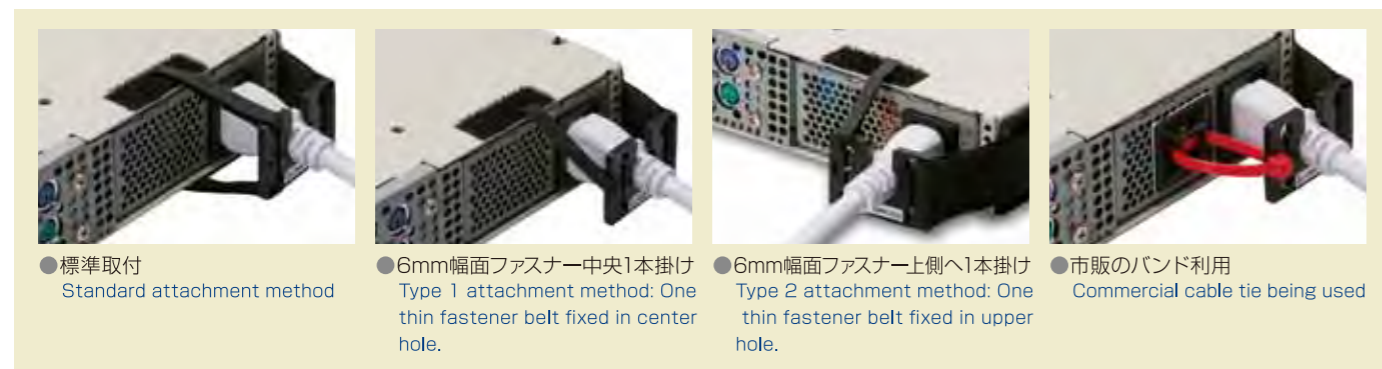 ●標準取付
Standard attachment method
●6mm幅面ファスナー中央1本掛け
Type 1 attachment method: One
thin fastener belt fixed in center
hole.
●6mm幅面ファスナー上側へ1本掛け
Type 2 attachment method: One
thin fastener belt fixed in upper
hole.
●市販のバンド利用
Commercial cable tie being used